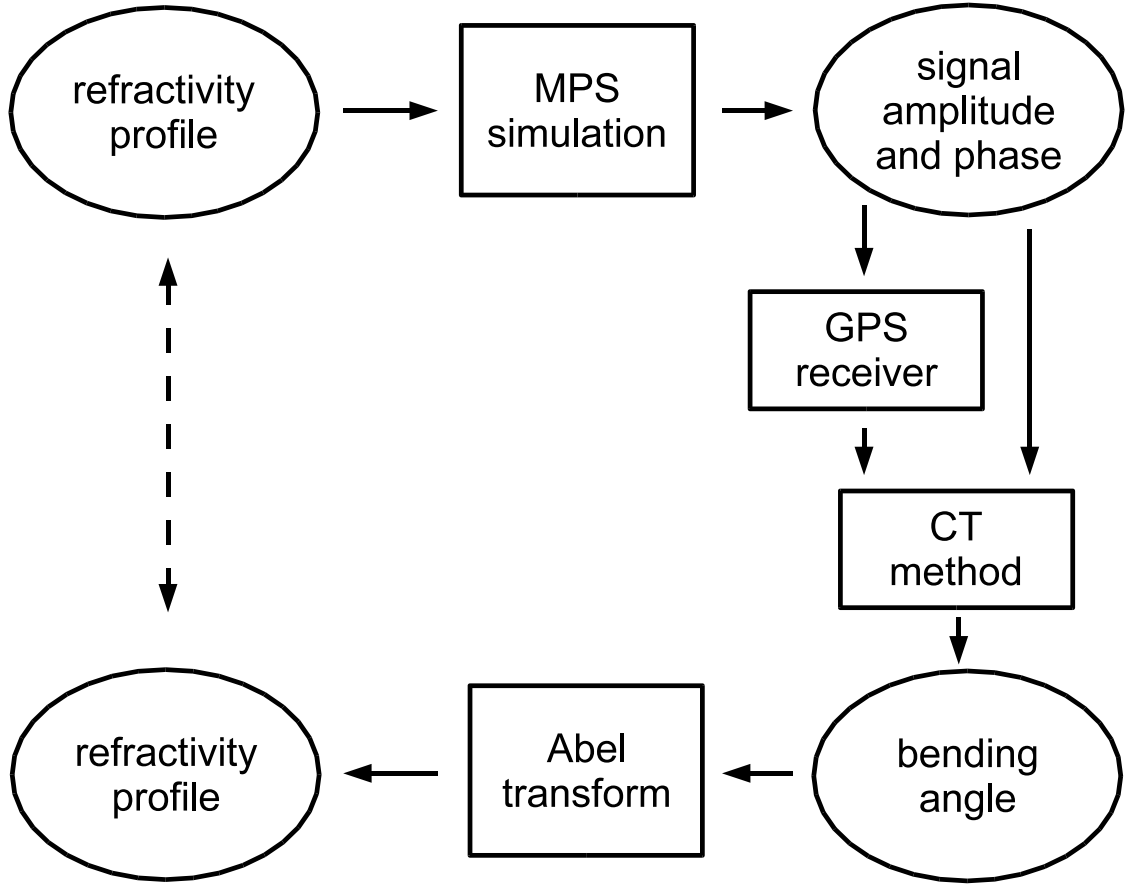 refractivity
profile
MPS
simulation
signal
amplitude
and phase
GPS
receiver
CT
method
refractivity
profile
Abel
transform
bending
angle